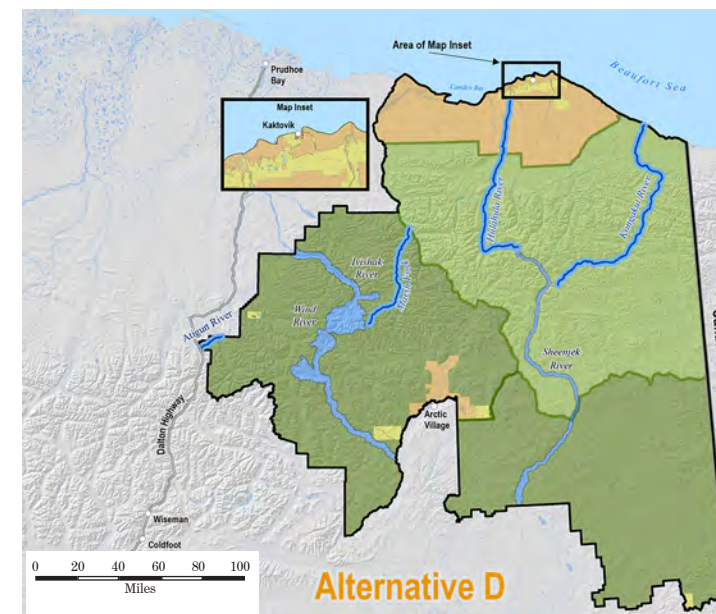 Area of Map Inset
Prudhoe
Bay
Beaufort Sea
Camden Bay
Map Inset
Kaktovik
Hulahula River
Kongakut River
Ivishak
River
Marsh Fork
Wind
River
Atigun River
Sheenjek
River
Arctic
Village
Dalton Highway
Wiseman
Coldfoot
0 20 40 60 80 100
Miles
Alternative D